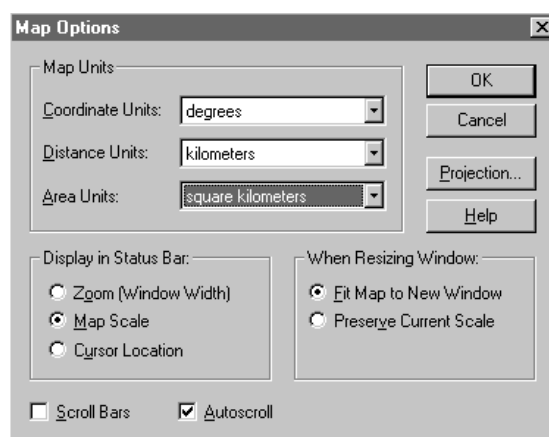 Map Options
Map Units
Coordinate Units: degrees
Distance Units: kilometers
Area Units: square kilometers
OK
Cancel
Projection...
Help
Display in Status Bar:
Zoom (Window Width)
Map Scale
Cursor Location
When Resizing Window:
Fit Map to New Window
Preserve Current Scale
Scroll Bars
Autoscroll